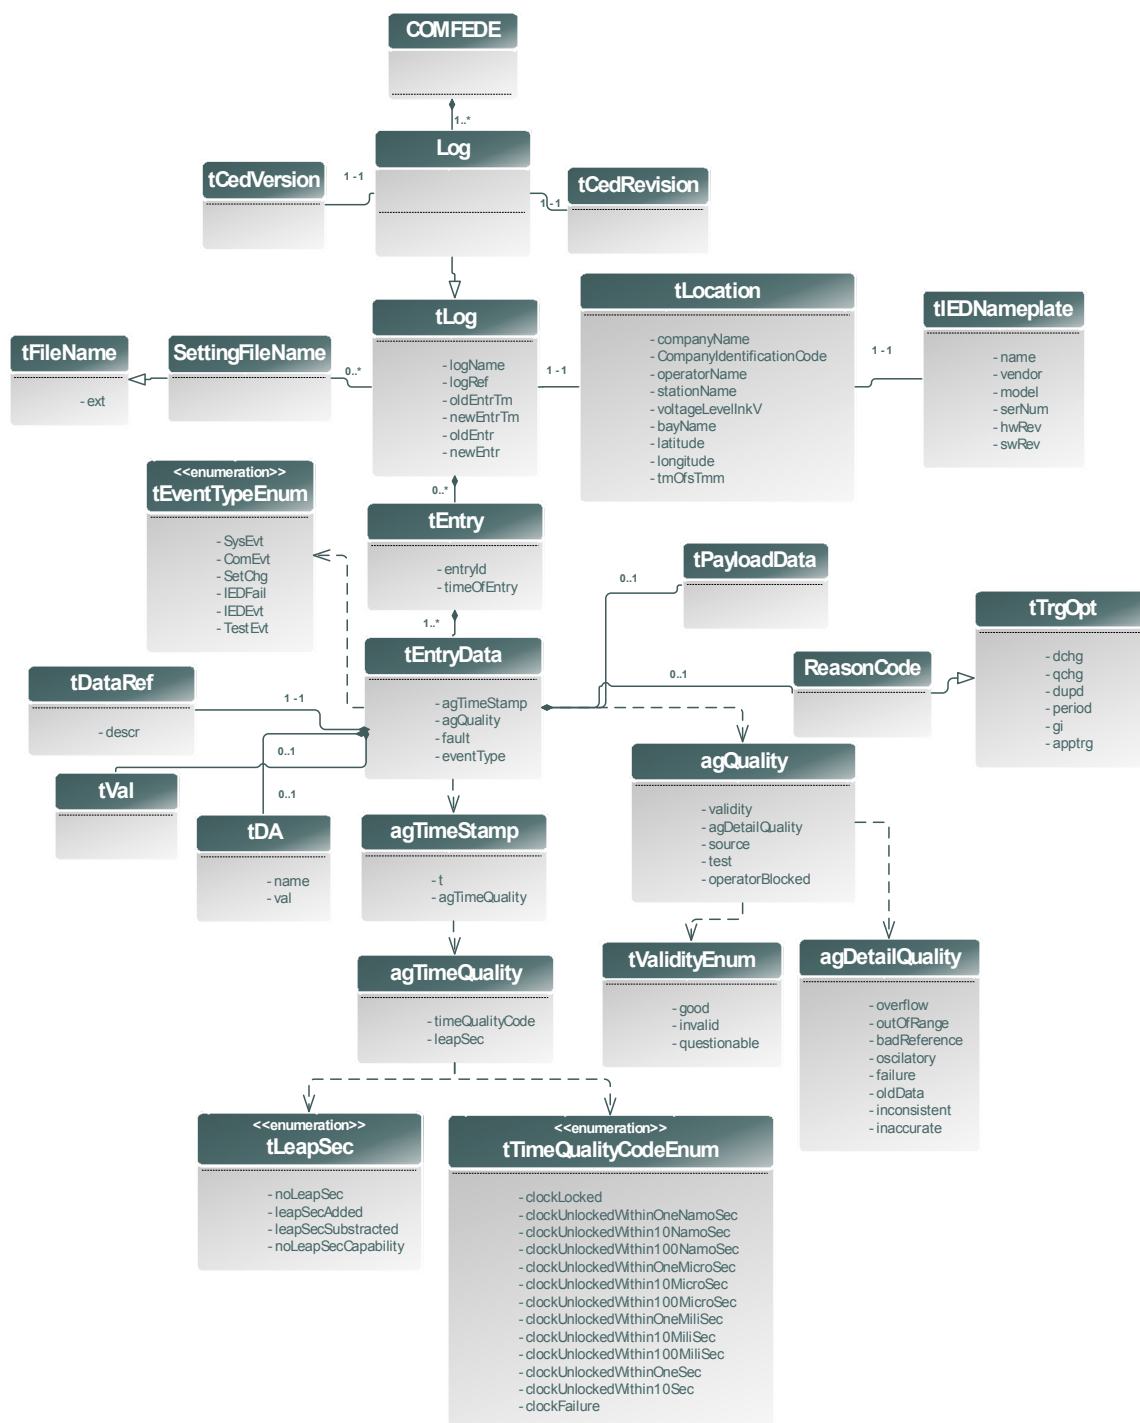 COMFEDE
1..*
Log
tCedVersion
1 - 1
tCedRevision
1 - 1
tLog
- logName
- logRef
- oldEntrTm
- newEntrTm
- oldEntr
- newEntr
tLocation
- companyName
- CompanyIdentificationCode
- operatorName
- stationName
- voltageLevelInkV
- bayName
- latitude
- longitude
- tmOfsTmm
1 - 1
tIEDNameplate
- name
- vendor
- model
- serNum
- hwRev
- swRev
1 - 1
tFileName
- ext
SettingFileName
0..*
<<enumeration>>
tEventTypeEnum
- SysEvt
- ComEvt
- SetChg
- IEDFail
- IEDEvt
- TestEvt
0..*
tEntry
- entryId
- timeOfEntry
1..*
tPayloadData
0..1
tTrgOpt
- dchg
- qchg
- dupd
- period
- gi
- apptrg
ReasonCode
0..1
tEntryData
- agTimeStamp
- agQuality
- fault
- eventType
tDataRef
- descr
1 - 1
0..1
tVal
0..1
tDA
- name
- val
agQuality
- validity
- agDetailQuality
- source
- test
- operatorBlocked
agTimeStamp
- t
- agTimeQuality
agTimeQuality
- timeQualityCode
- leapSec
tValidityEnum
- good
- invalid
- questionable
agDetailQuality
- overflow
- outOfRange
- badReference
- oscilatory
- failure
- oldData
- inconsistent
- inaccurate
<<enumeration>>
tLeapSec
- noLeapSec
- leapSecAdded
- leapSecSubstracted
- noLeapSecCapability
<<enumeration>>
tTimeQualityCodeEnum
- clockLocked
- clockUnlockedWithinOneNamoSec
- clockUnlockedWithin10NamoSec
- clockUnlockedWithin100NamoSec
- clockUnlockedWithinOneMicroSec
- clockUnlockedWithin10MicroSec
- clockUnlockedWithin100MicroSec
- clockUnlockedWithinOneMiliSec
- clockUnlockedWithin10MiliSec
- clockUnlockedWithin100MiliSec
- clockUnlockedWithinOneSec
- clockUnlockedWithin10Sec
- clockFailure